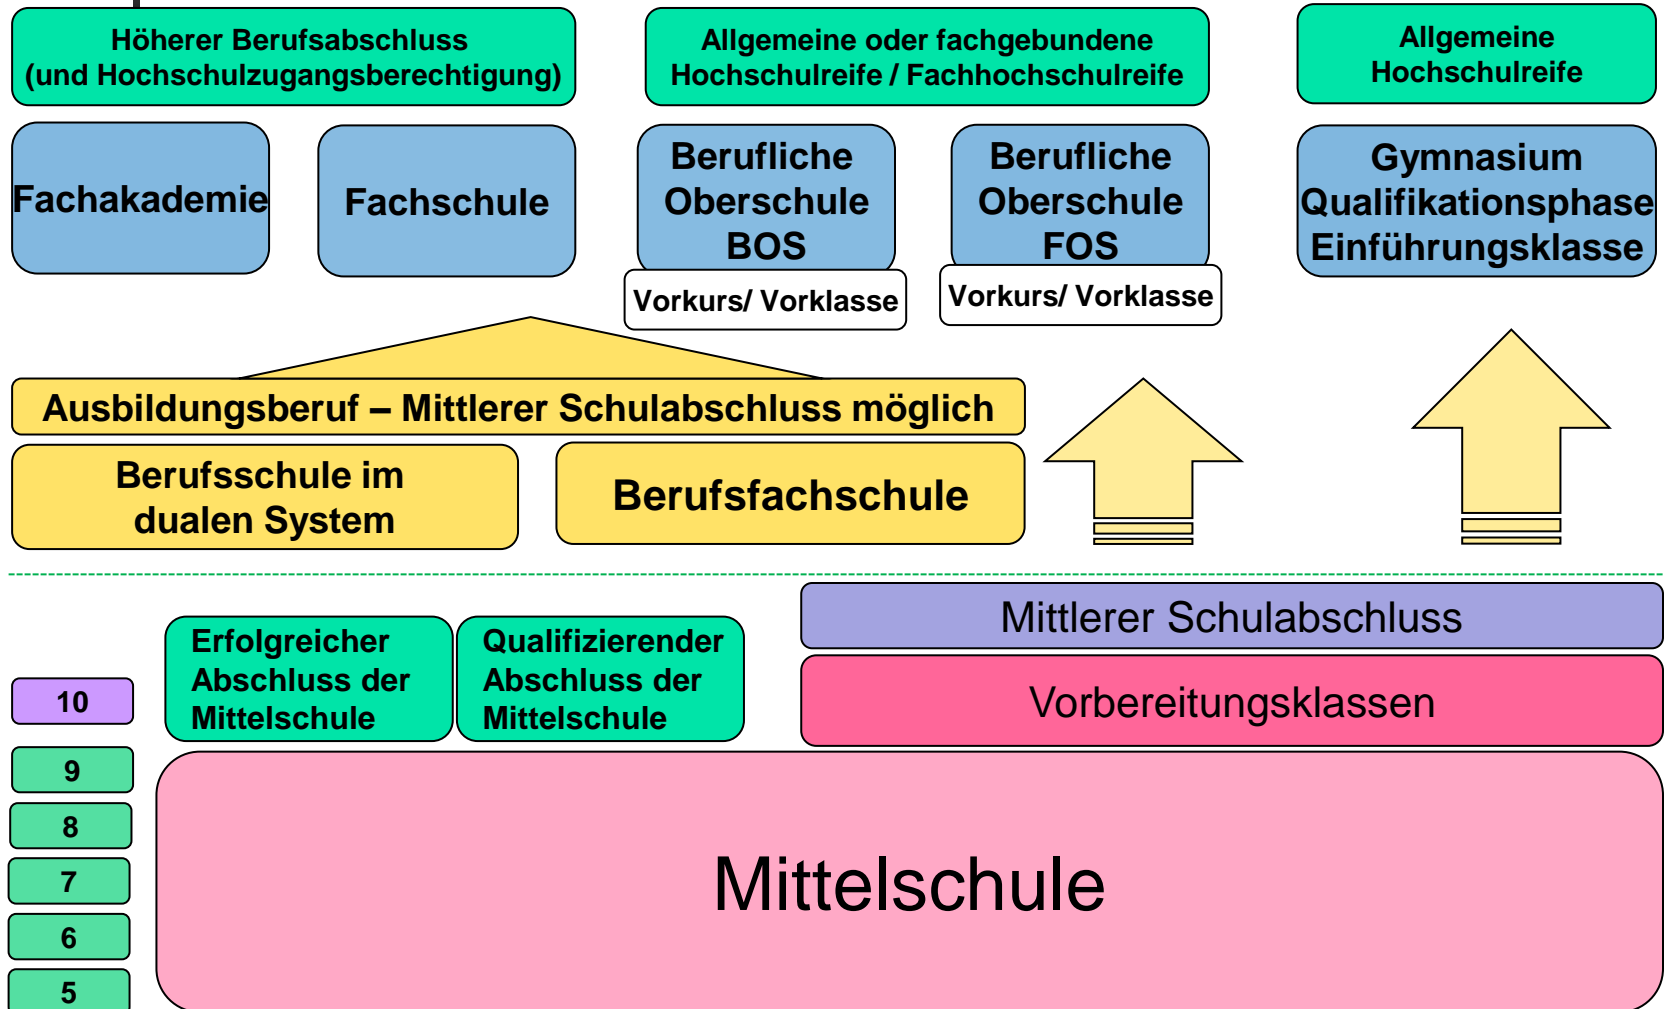 Höherer Berufsabschluss
(und Hochschulzugangsberechtigung)
Allgemeine oder fachgebundene
Hochschulreife / Fachhochschulreife
Allgemeine
Hochschulreife
Fachakademie
Fachschule
Berufliche
Oberschule
BOS
Vorkurs/ Vorklasse
Berufliche
Oberschule
FOS
Vorkurs/ Vorklasse
Gymnasium
Qualifikationsphase
Einführungsklasse
Ausbildungsberuf – Mittlerer Schulabschluss möglich
Berufsschule im
dualen System
Berufsfachschule
Mittlerer Schulabschluss
Erfolgreicher
Abschluss der
Mittelschule
Qualifizierender
Abschluss der
Mittelschule
Vorbereitungsklassen
10
9
8
7
6
5
Mittelschule